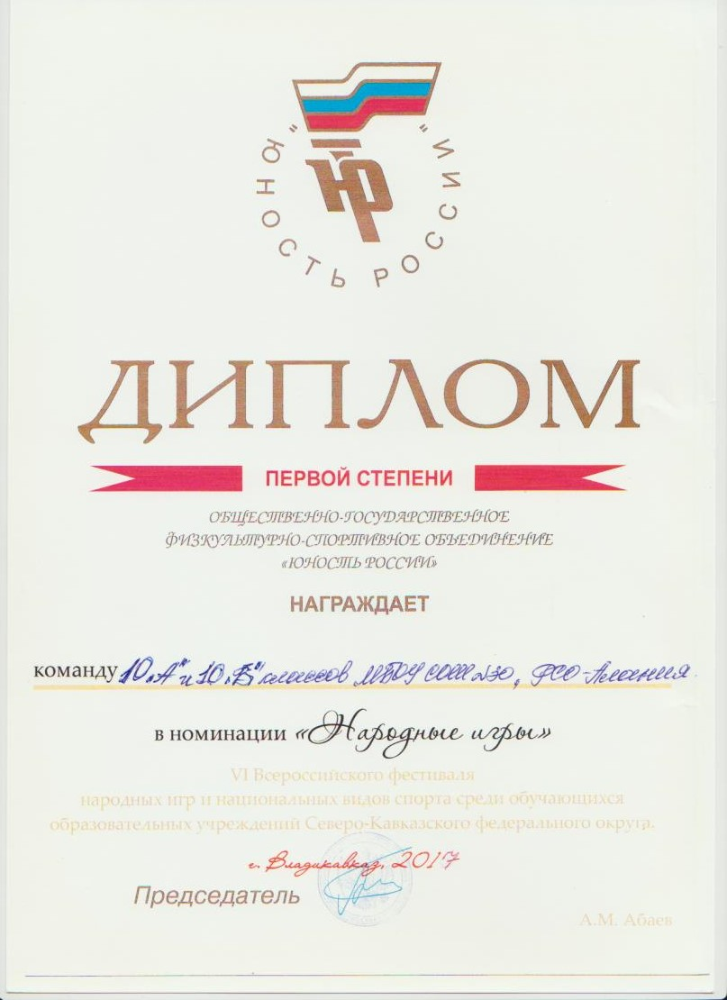 "ЮНОСТЬ РОССИИ"
ЮР
ДИПЛОМ
ПЕРВОЙ СТЕПЕНИ
ОБЩЕСТВЕННО-ГОСУДАРСТВЕННОЕ
ФИЗКУЛЬТУРНО-СПОРТИВНОЕ ОБЪЕДИНЕНИЕ
«ЮНОСТЬ РОССИИ»
НАГРАЖДАЕТ
команду 10 „А" и 10 „Б" классов МБОУ СОШ №30, РСО-Алания
в номинации «Народные игры»
VI Всероссийского фестиваля
народных игр и национальных видов спорта среди обучающихся
образовательных учреждений Северо-Кавказского федерального округа.
г. Владикавказ, 2017
Председатель
А.М. Абаев